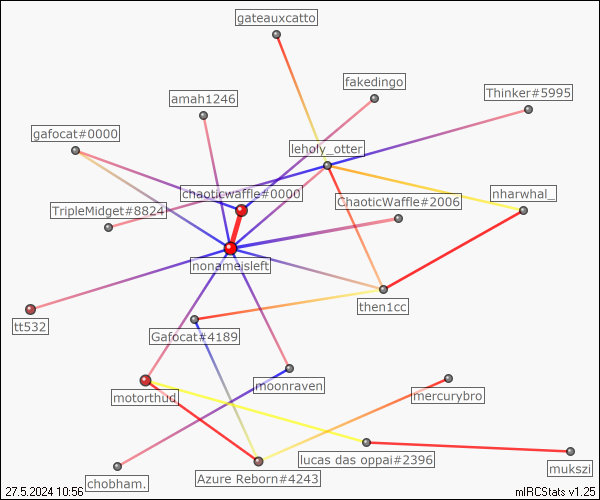 gateauxcatto
fakedingo
Thinker#5995
amah1246
gafocat#0000
leholy_otter
chaoticwaffle#0000
ChaoticWaffle#2006
nharwhal_
TripleMidget#8824
nonameisleft
then1cc
tt532
Gafocat#4189
moonraven
motorthud
mercurybro
lucas das oppai#2396
mukszi
chobham.
Azure Reborn#4243
27.5.2024 10:56
mIRCStats v1.25